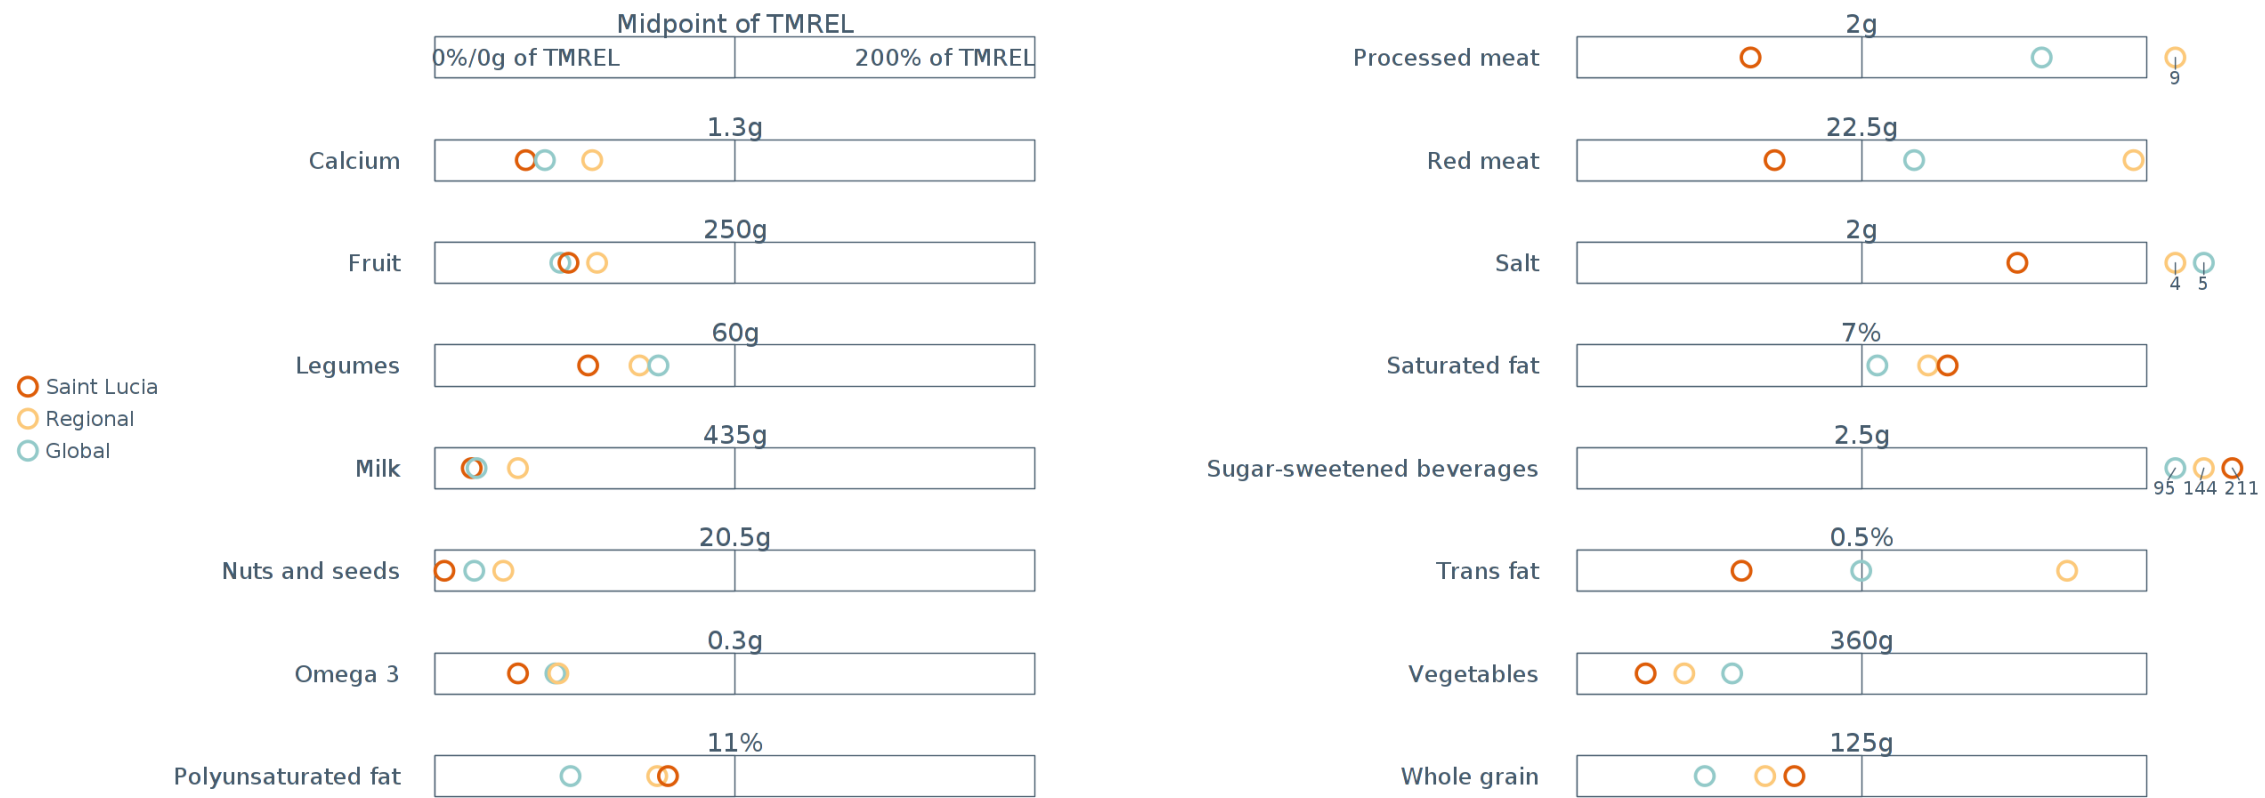 Midpoint of TMREL
0%/0g of TMREL
200% of TMREL
Calcium
1.3g
Fruit
250g
Legumes
60g
Milk
435g
Nuts and seeds
20.5g
Omega 3
0.3g
Polyunsaturated fat
11%
Saint Lucia
Regional
Global
Processed meat
2g
9
Red meat
22.5g
Salt
2g
4
5
Saturated fat
7%
Sugar-sweetened beverages
2.5g
95
144
211
Trans fat
0.5%
Vegetables
360g
Whole grain
125g